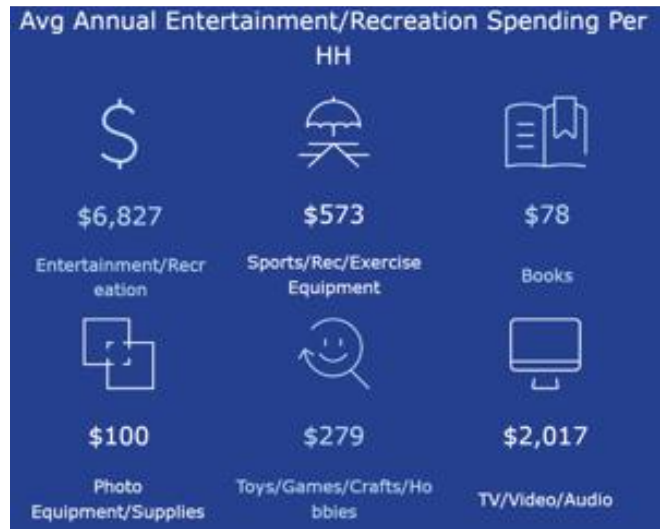 Avg Annual Entertainment/Recreation Spending Per
HH
$6,827
$573
$78
Entertainment/Recr
eation
Sports/Rec/Exercise
Equipment
Books
$100
$279
$2,017
Photo
Equipment/Supplies
Toys/Games/Crafts/Ho
bbies
TV/Video/Audio